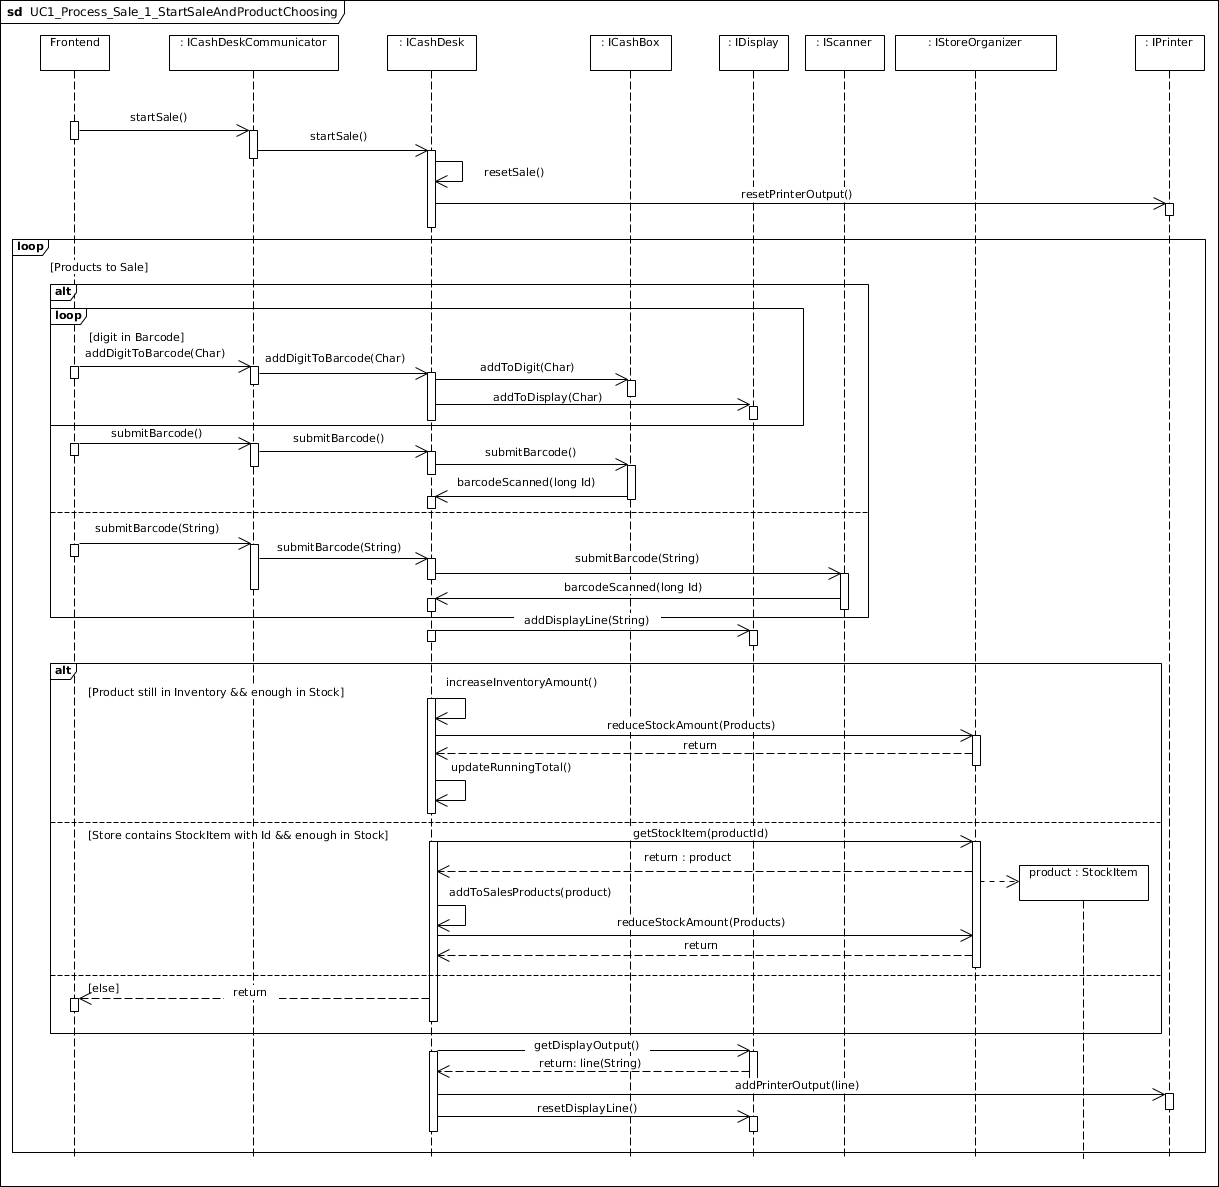 sd UC1_Process_Sale_1_StartSaleAndProductChoosing
Frontend
: ICashDeskCommunicator
: ICashDesk
: ICashBox
: IDisplay
: IScanner
: IStoreOrganizer
: IPrinter
startSale()
startSale()
resetSale()
resetPrinterOutput()
loop
[Products to Sale]
alt
loop
[digit in Barcode]
addDigitToBarcode(Char)
addDigitToBarcode(Char)
addToDigit(Char)
addToDisplay(Char)
submitBarcode()
submitBarcode()
submitBarcode()
barcodeScanned(long Id)
submitBarcode(String)
submitBarcode(String)
submitBarcode(String)
barcodeScanned(long Id)
addDisplayLine(String)
alt
[Product still in Inventory && enough in Stock]
increaseInventoryAmount()
reduceStockAmount(Products)
return
updateRunningTotal()
[Store contains StockItem with Id && enough in Stock]
getStockItem(productId)
return : product
product : StockItem
addToSalesProducts(product)
reduceStockAmount(Products)
return
[else]
return
getDisplayOutput()
return: line(String)
addPrinterOutput(line)
resetDisplayLine()